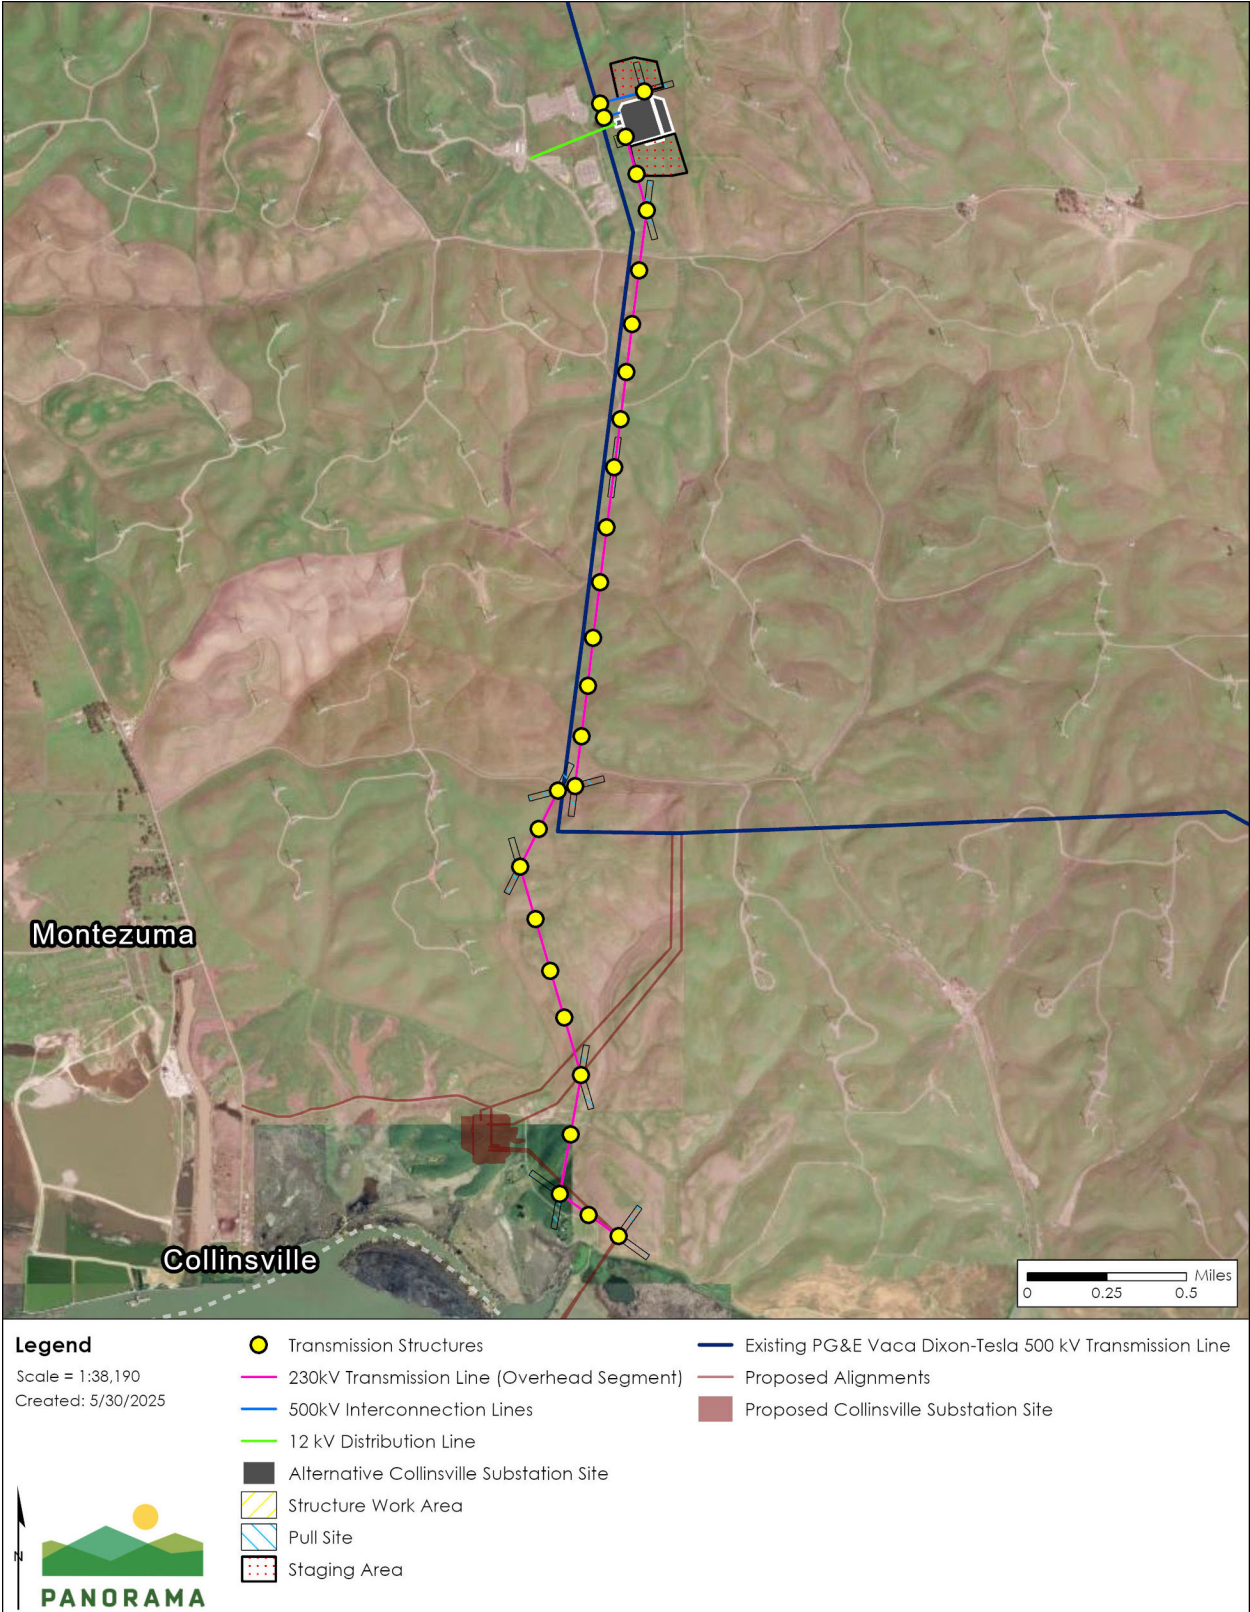 Montezuma
Collinsville
Miles
0 0.25 0.5
Legend
Scale = 1:38,190
Created: 5/30/2025
N
PANORAMA
Transmission Structures
230kV Transmission Line (Overhead Segment)
500kV Interconnection Lines
12 kV Distribution Line
Alternative Collinsville Substation Site
Structure Work Area
Pull Site
Staging Area
Existing PG&E Vaca Dixon-Tesla 500 kV Transmission Line
Proposed Alignments
Proposed Collinsville Substation Site